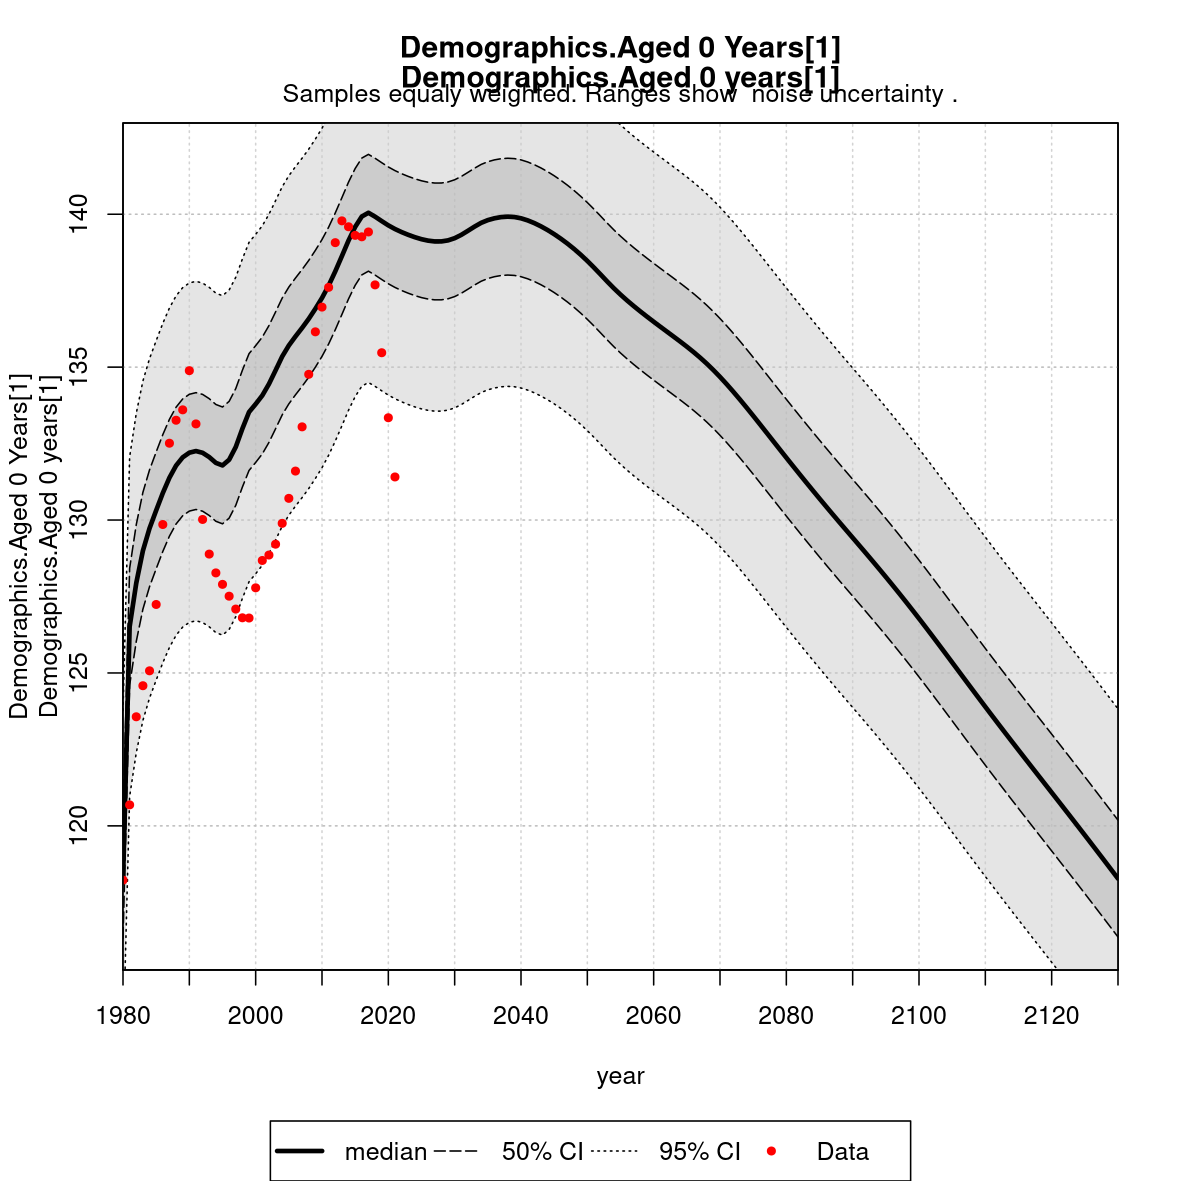 Demographics.Aged 0 Years[1]
Demographics.Aged 0 years[1]
Samples equaly weighted. Ranges show  noise uncertainty .
Demographics.Aged 0 Years[1]
Demographics.Aged 0 years[1]
140
135
130
125
120
1980 2000 2020 2040 2060 2080 2100 2120
year
median 50% CI 95% CI Data